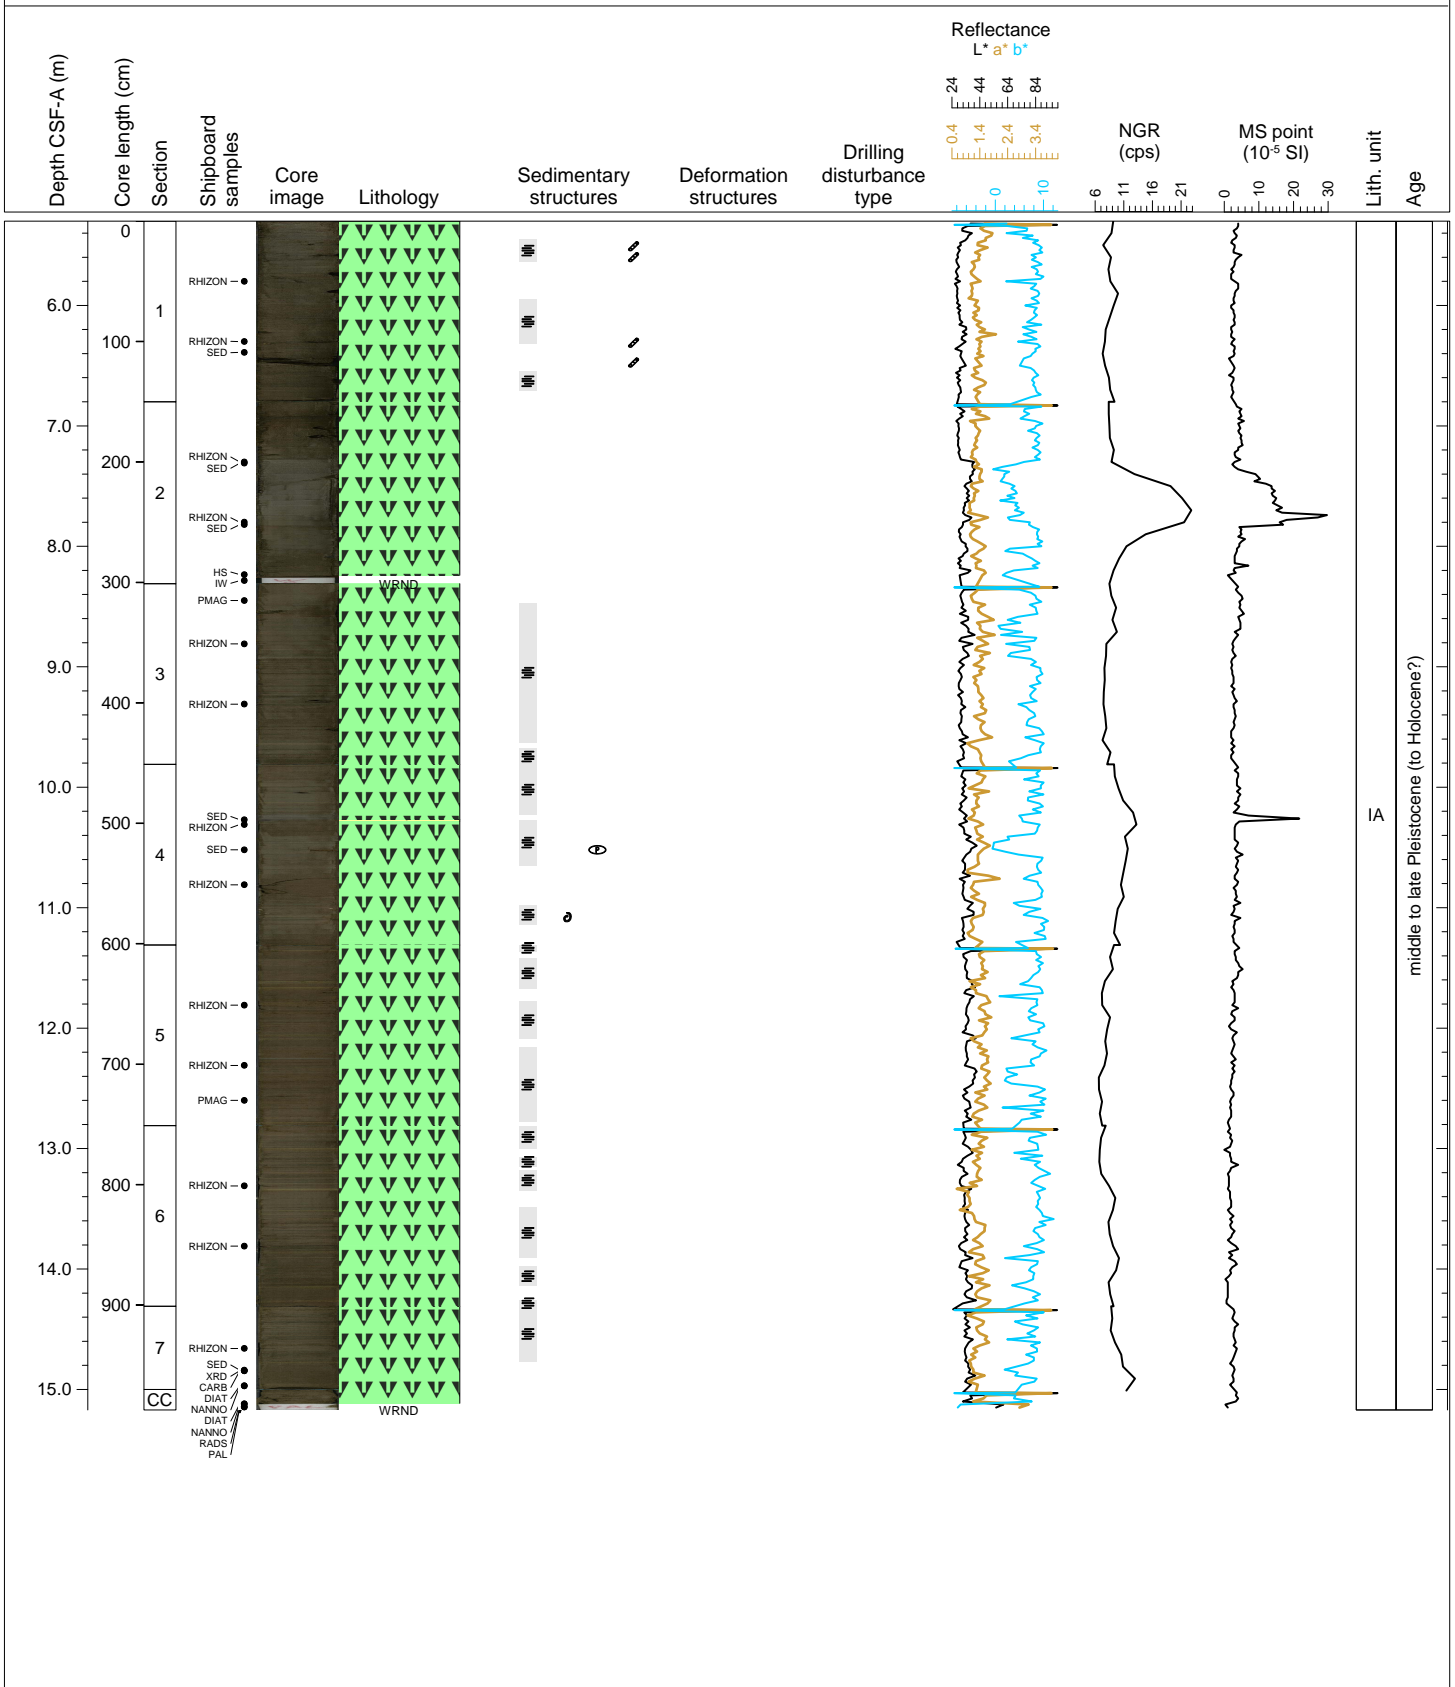 Depth CSF-A (m)
Core length (cm)
Section
Shipboard samples
Core image
Lithology
Sedimentary structures
Deformation structures
Drilling disturbance type
Reflectance
L* a* b*
24 44 64 84
0.4 1.4 2.4 3.4
0 10
NGR (cps)
6 11 16 21
MS point (10-5 SI)
0 10 20 30
Lith. unit
Age
0
RHIZON
6.0
1
100
RHIZON
SED
7.0
RHIZON
200
SED
2
RHIZON
SED
8.0
HS
300
IW
WRND
PMAG
RHIZON
9.0
3
400
RHIZON
10.0
SED
500
RHIZON
IA
SED
4
RHIZON
11.0
600
RHIZON
12.0
5
700
RHIZON
PMAG
13.0
800
RHIZON
6
RHIZON
14.0
900
7
RHIZON
SED
XRD
15.0
CARB
CC
DIAT
NANNO
WRND
DIAT
NANNO
RADS
PAL
middle to late Pleistocene (to Holocene?)